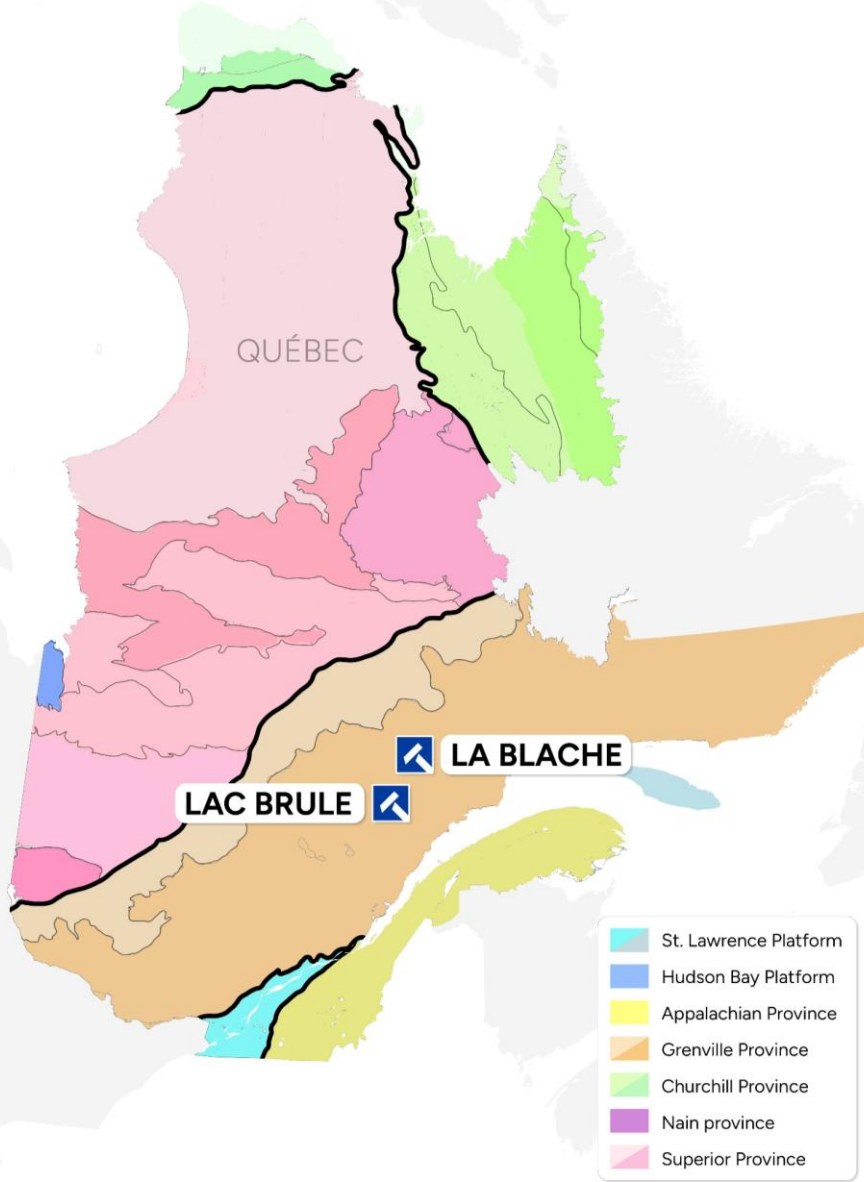 QUÉBEC
LA BLACHE
LAC BRULE
St. Lawrence Platform
Hudson Bay Platform
Appalachian Province
Grenville Province
Churchill Province
Nain province
Superior Province